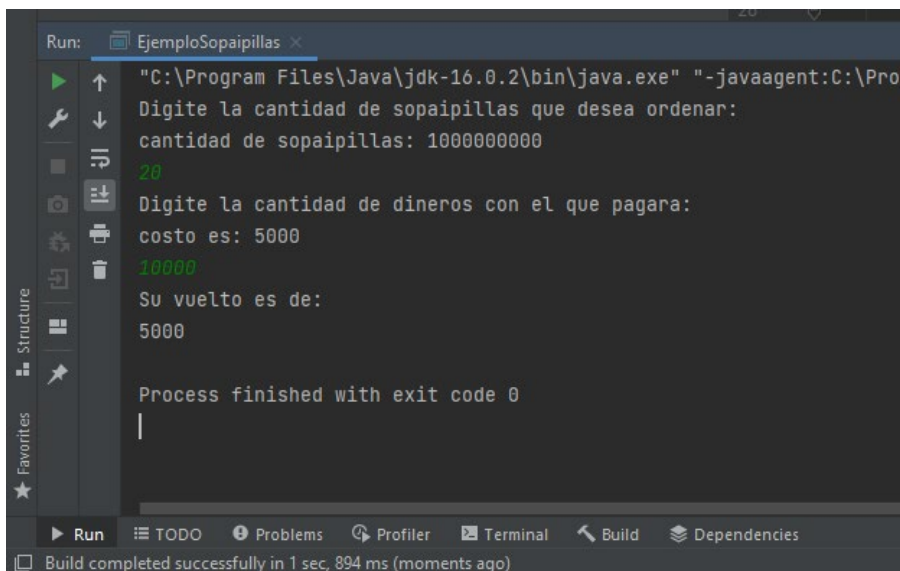 Run: EjemploSopaipillas
"C:\Program Files\Java\jdk-16.0.2\bin\java.exe" "-javaagent:C:\Pro
Digite la cantidad de sopaipillas que desea ordenar:
cantidad de sopaipillas: 1000000000
20
Digite la cantidad de dineros con el que pagara:
costo es: 5000
10000
Su vuelto es de:
5000
Process finished with exit code 0
Structure
Favorites
Run TODO Problems Profiler Terminal Build Dependencies
Build completed successfully in 1 sec, 894 ms (moments ago)